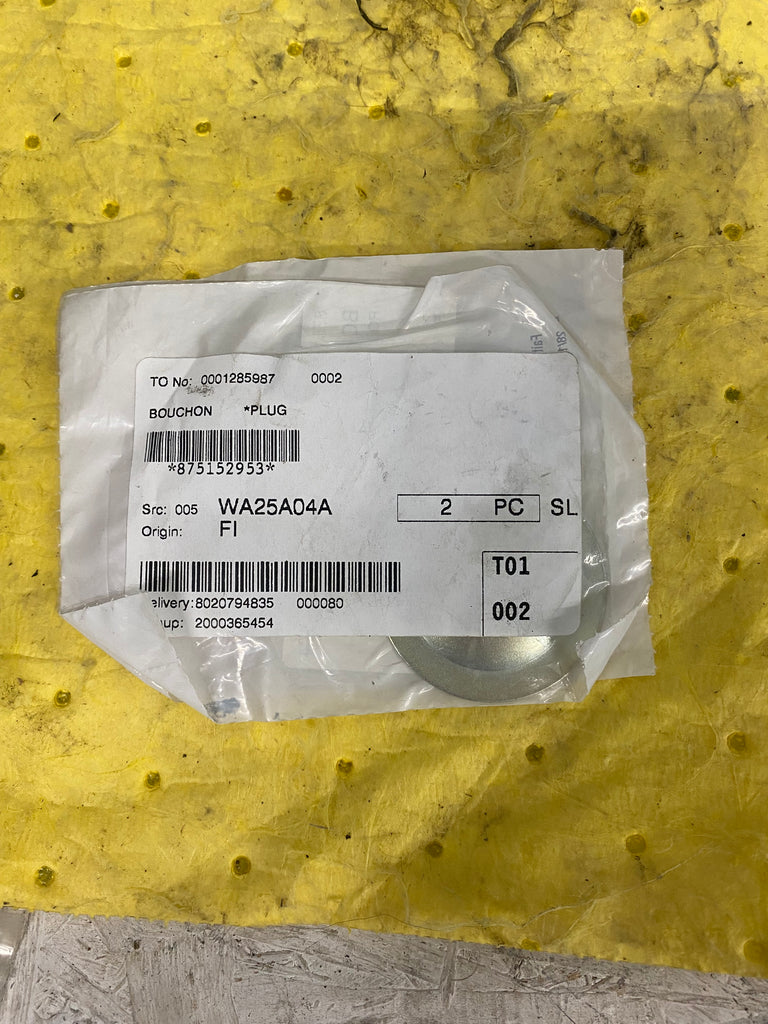 TO No: 0001285987 0002
BOUCHON *PLUG
*875152953*
Src: 005 WA25A04A 2 PC SL
Origin: FI
T01
elivery:8020794835 000080
002
oup: 2000365454